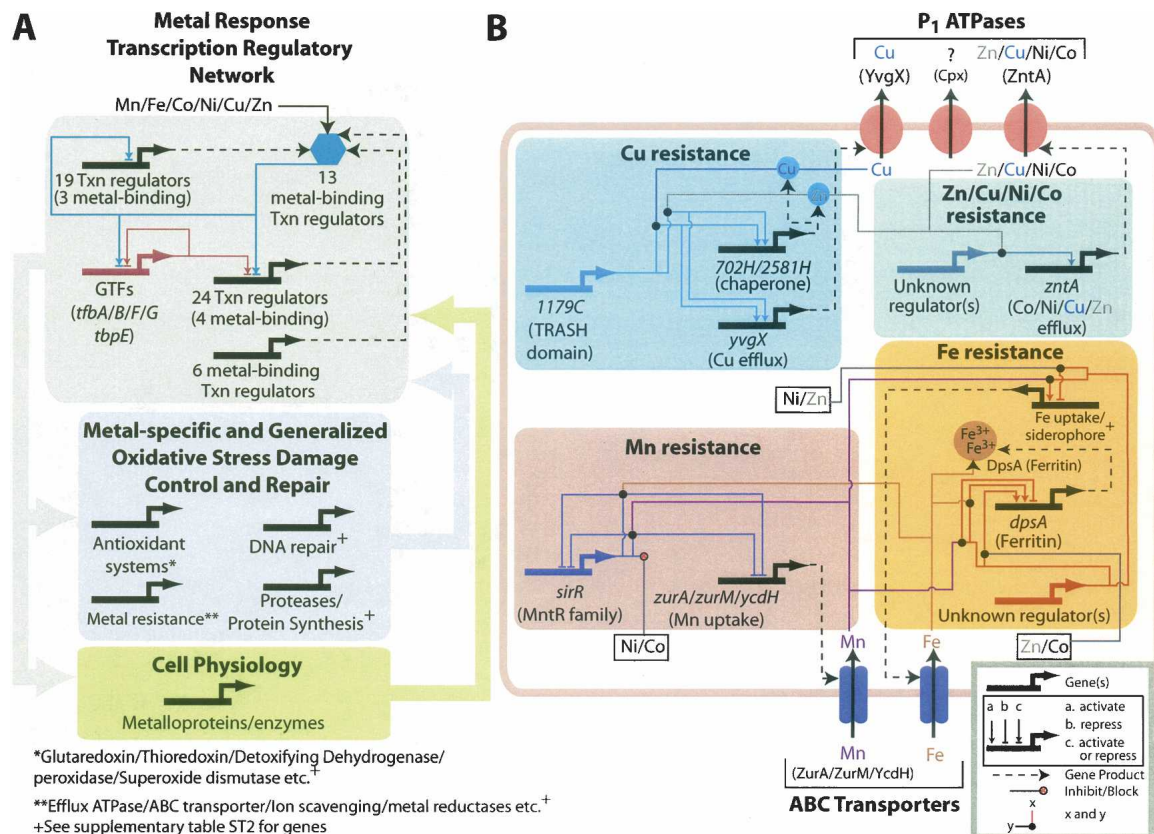 A
Metal Response
Transcription Regulatory
Network
Mn/Fe/Co/Ni/Cu/Zn
19 Txn regulators
(3 metal-binding)
13
metal-binding
Txn regulators
GTFs
(tfbA/B/F/G
tbpE)
24 Txn regulators
(4 metal-binding)
6 metal-binding
Txn regulators
Metal-specific and Generalized
Oxidative Stress Damage
Control and Repair
Antioxidant
systems*
DNA repair+
Metal resistance**
Proteases/
Protein Synthesis+
Cell Physiology
Metalloproteins/enzymes
*Glutaredoxin/Thioredoxin/Detoxifying Dehydrogenase/
peroxidase/Superoxide dismutase etc.+
**Efflux ATPase/ABC transporter/Ion scavenging/metal reductases etc.+
+See supplementary table ST2 for genes
B
P1 ATPases
Cu
?
Zn/Cu/Ni/Co
(YvgX)
(Cpx)
(ZntA)
Cu resistance
Cu
Cu
Zn/Cu/Ni/Co
Zn
Zn/Cu/Ni/Co
resistance
702H/2581H
(chaperone)
1179C
(TRASH
domain)
yvgX
(Cu efflux)
Unknown
regulator(s)
zntA
(Co/Ni/Cu/Zn
efflux)
Fe resistance
Ni/Zn
Fe uptake/
siderophore+
Mn resistance
Fe3+
Fe3+
DpsA (Ferritin)
dpsA
(Ferritin)
sirR
(MntR family)
zurA/zurM/ycdH
(Mn uptake)
Unknown regulator(s)
Ni/Co
Mn
Fe
Zn/Co
Mn
Fe
(ZurA/ZurM/YcdH)
ABC Transporters
Gene(s)
a b c
a. activate
b. repress
c. activate
or repress
Gene Product
Inhibit/Block
x
y
x and y